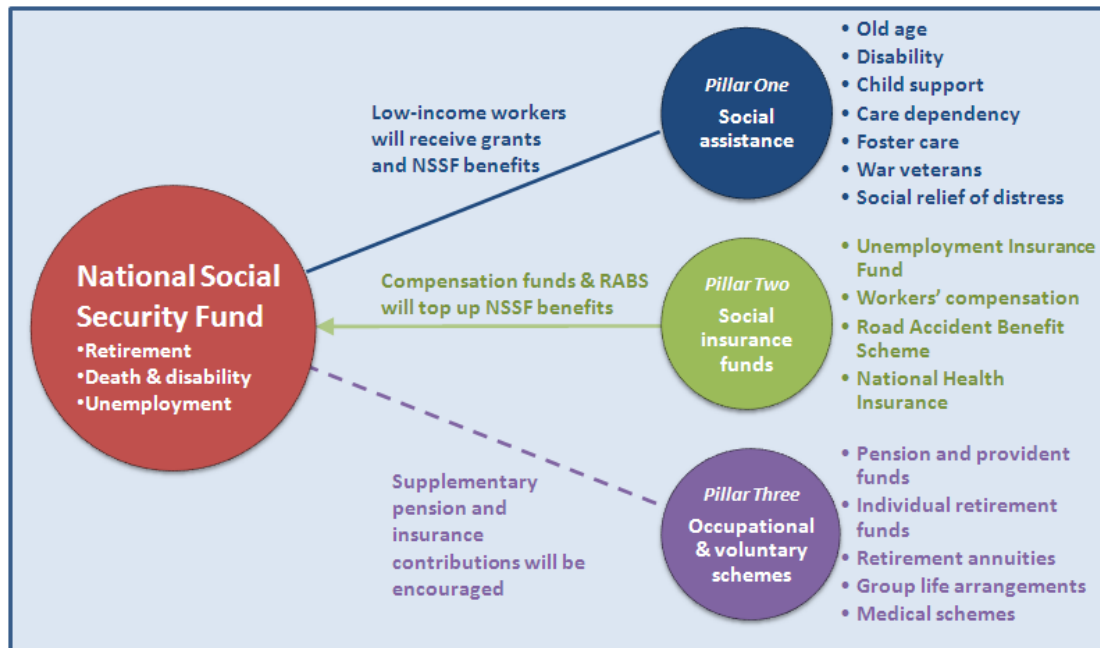 National Social
Security Fund
•Retirement
•Death & disability
•Unemployment
Low-income workers
will receive grants
and NSSF benefits
Pillar One
Social
assistance
• Old age
• Disability
• Child support
• Care dependency
• Foster care
• War veterans
• Social relief of distress
Compensation funds & RABS
will top up NSSF benefits
Pillar Two
Social
insurance
funds
• Unemployment Insurance
Fund
• Workers’ compensation
• Road Accident Benefit
Scheme
• National Health
Insurance
Supplementary
pension and
insurance
contributions will be
encouraged
Pillar Three
Occupational
& voluntary
schemes
• Pension and provident
funds
• Individual retirement
funds
• Retirement annuities
• Group life arrangements
• Medical schemes